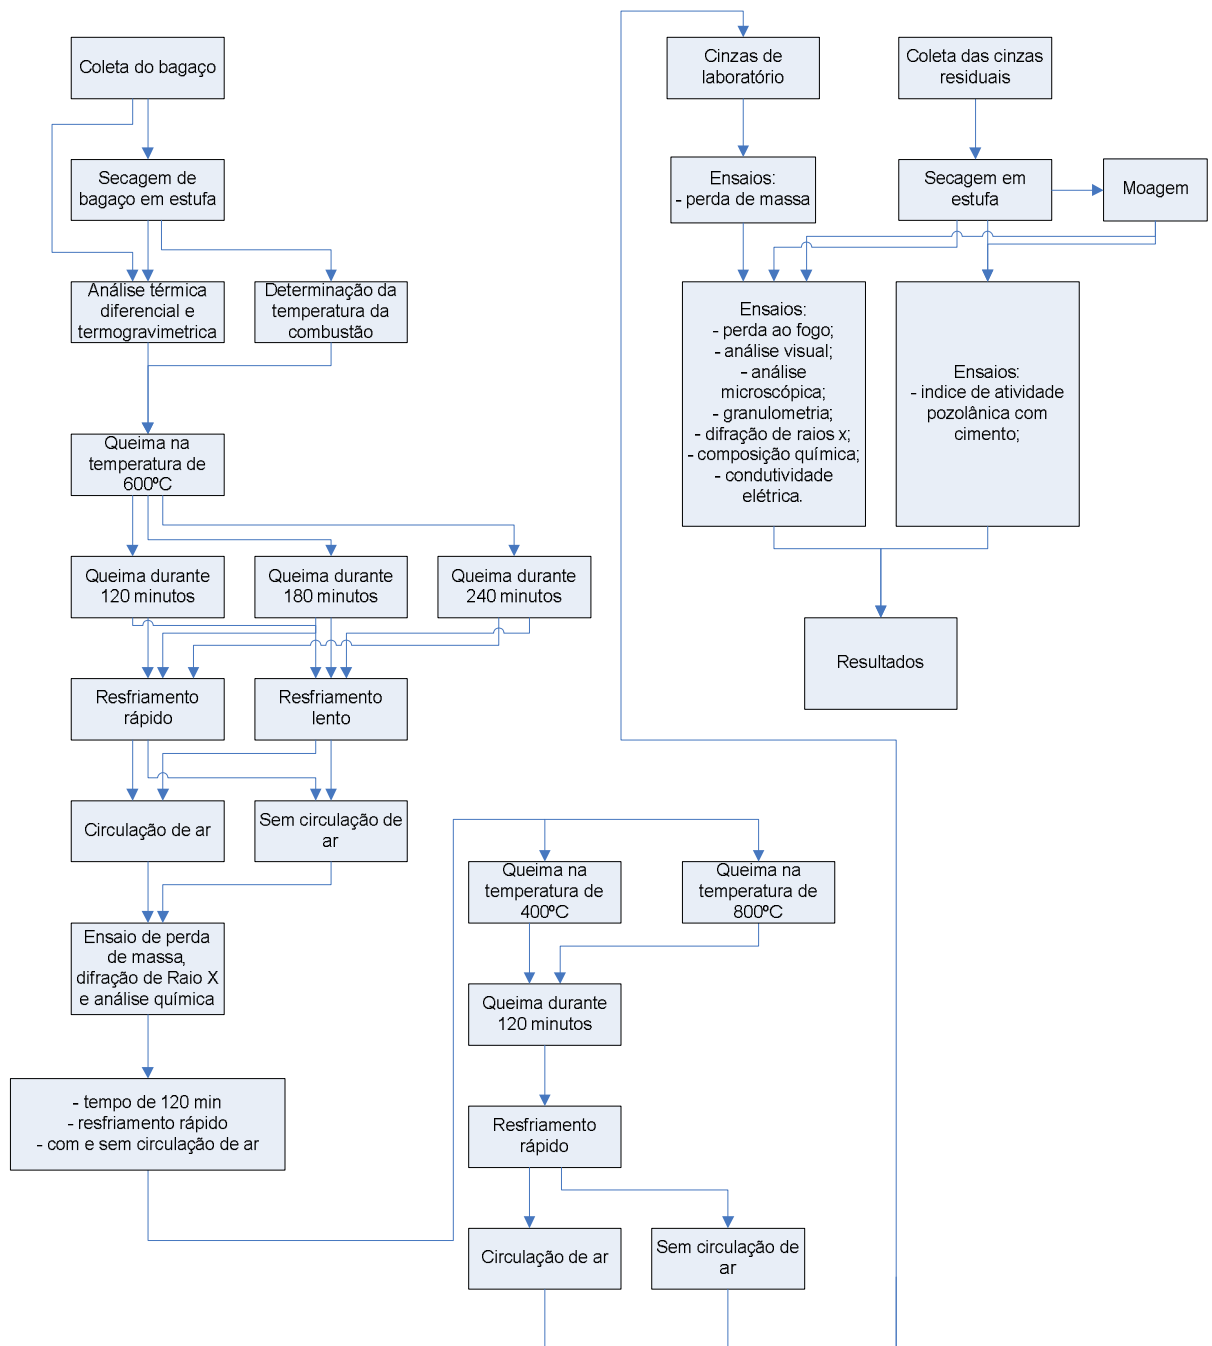 Coleta do bagaço
Secagem de
bagaço em estufa
Análise térmica
diferencial e
termogravimetrica
Determinação da
temperatura da
combustão
Queima na
temperatura de
600ºC
Queima durante
120 minutos
Queima durante
180 minutos
Queima durante
240 minutos
Resfriamento
rápido
Resfriamento
lento
Circulação de ar
Sem circulação de
ar
Ensaio de perda
de massa,
difração de Raio X
e análise química
- tempo de 120 min
- resfriamento rápido
- com e sem circulação de ar
Queima na
temperatura de
400ºC
Queima na
temperatura de
800ºC
Queima durante
120 minutos
Resfriamento
rápido
Circulação de ar
Sem circulação de
ar
Cinzas de
laboratório
Ensaios:
- perda de massa
Coleta das cinzas
residuais
Secagem em
estufa
Moagem
Ensaios:
- perda ao fogo;
- análise visual;
- análise
microscópica;
- granulometria;
- difração de raios x;
- composição química;
- condutividade
elétrica.
Ensaios:
- indice de atividade
pozolânica com
cimento;
Resultados